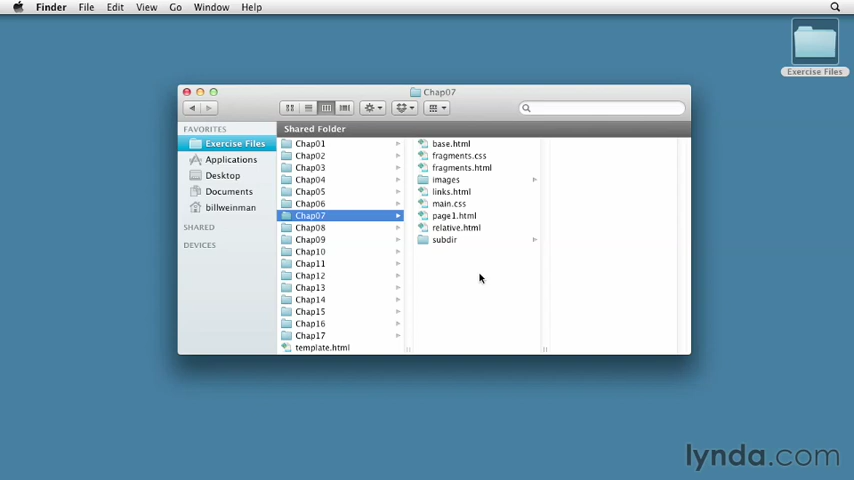 Finder File Edit View Go Window Help
Exercise Files
Chap07
FAVORITES
Exercise Files
Applications
Desktop
Documents
billweinman
SHARED
DEVICES
Shared Folder
Chap01
Chap02
Chap03
Chap04
Chap05
Chap06
Chap07
Chap08
Chap09
Chap10
Chap11
Chap12
Chap13
Chap14
Chap15
Chap16
Chap17
template.html
base.html
fragments.css
fragments.html
images
links.html
main.css
page1.html
relative.html
subdir
lynda.com